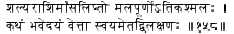 शल्यराशिर्मांसलिप्तो मलपूर्णोऽतिकश्मलः ।
कथं भवेदयं वेत्ता स्वयमेतद्विलक्षणः ॥१५८॥